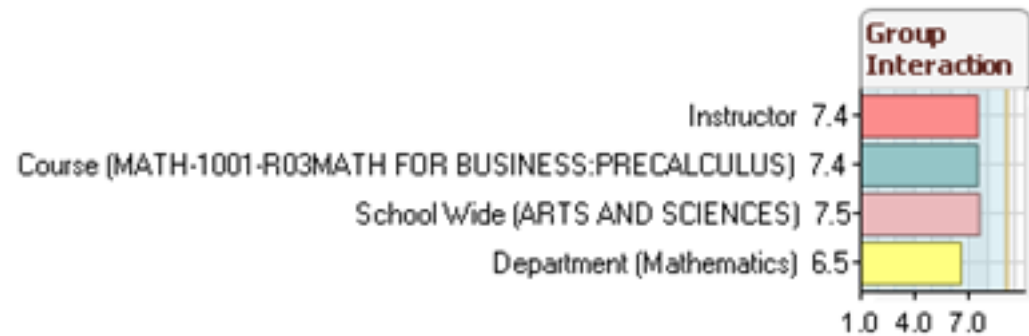 Group
Interaction
Instructor 7.4
Course (MATH-1001-R03MATH FOR BUSINESS:PRECALCULUS) 7.4
School Wide (ARTS AND SCIENCES) 7.5
Department (Mathematics) 6.5
1.0 4.0 7.0